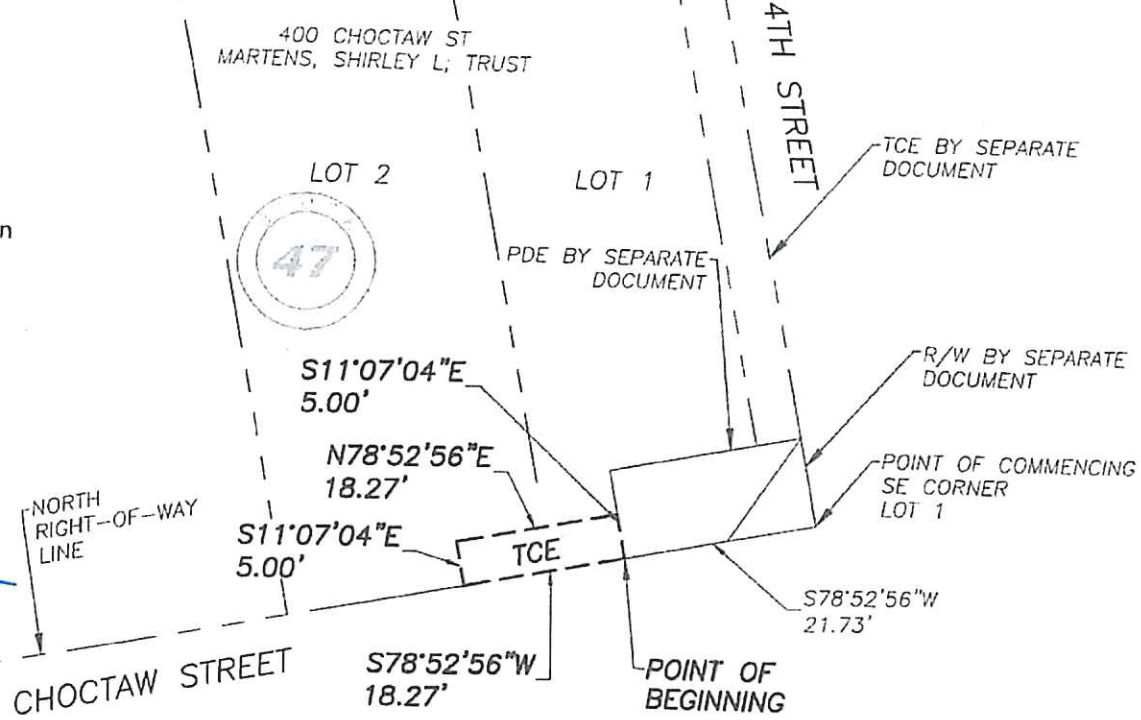 400 CHOCTAW ST
MARTENS, SHIRLEY L; TRUST
4TH STREET
TCE BY SEPARATE
DOCUMENT
LOT 2
LOT 1
n
47
PDE BY SEPARATE
DOCUMENT
R/W BY SEPARATE
DOCUMENT
S11°07'04"E
5.00'
N78°52'56"E
18.27'
POINT OF COMMENCING
SE CORNER
LOT 1
NORTH
RIGHT-OF-WAY
LINE
S11°07'04"E
5.00'
TCE
S78°52'56"W
21.73'
CHOCTAW STREET
S78°52'56"W
18.27'
POINT OF
BEGINNING